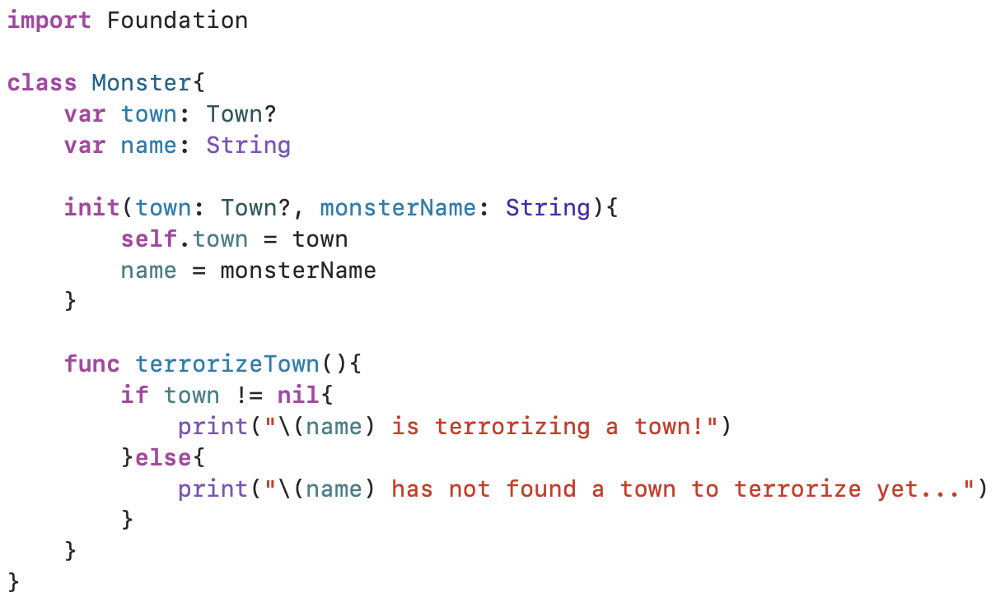 import Foundation

class Monster{
    var town: Town?
    var name: String

    init(town: Town?, monsterName: String){
        self.town = town
        name = monsterName
    }

    func terrorizeTown(){
        if town != nil{
            print("\(name) is terrorizing a town!")
        }else{
            print("\(name) has not found a town to terrorize yet...")
        }
    }
}